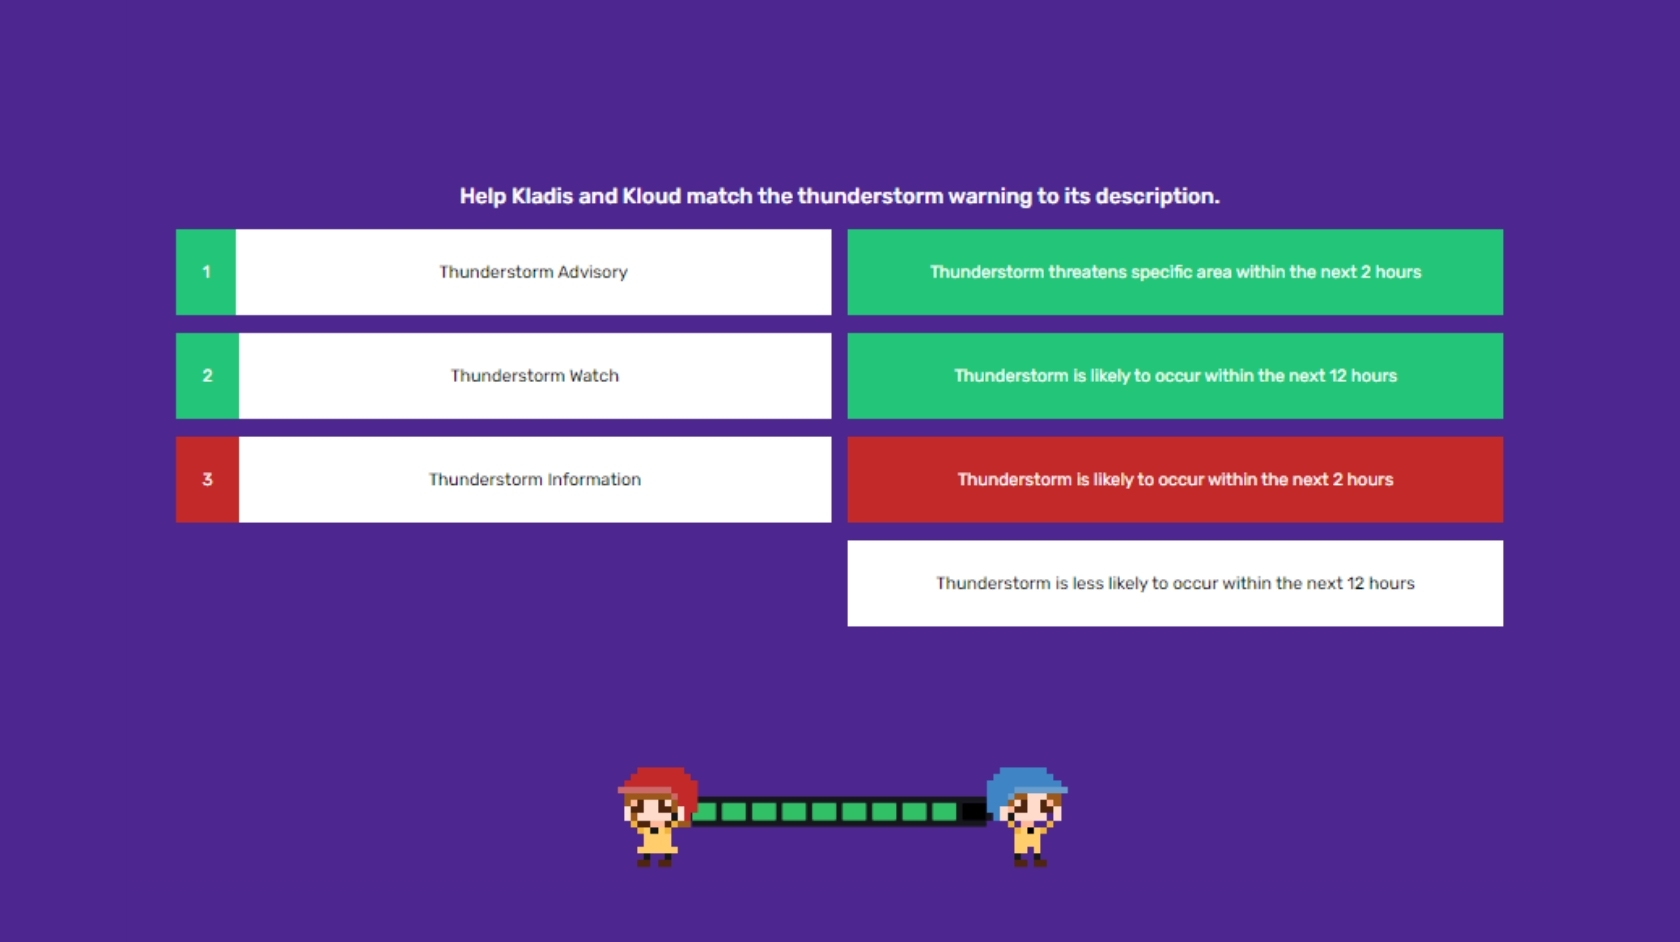 Help Kladis and Kloud match the thunderstorm warning to its description.
1
Thunderstorm Advisory
Thunderstorm threatens specific area within the next 2 hours
2
Thunderstorm Watch
Thunderstorm is likely to occur within the next 12 hours
3
Thunderstorm Information
Thunderstorm is likely to occur within the next 2 hours
Thunderstorm is less likely to occur within the next 12 hours